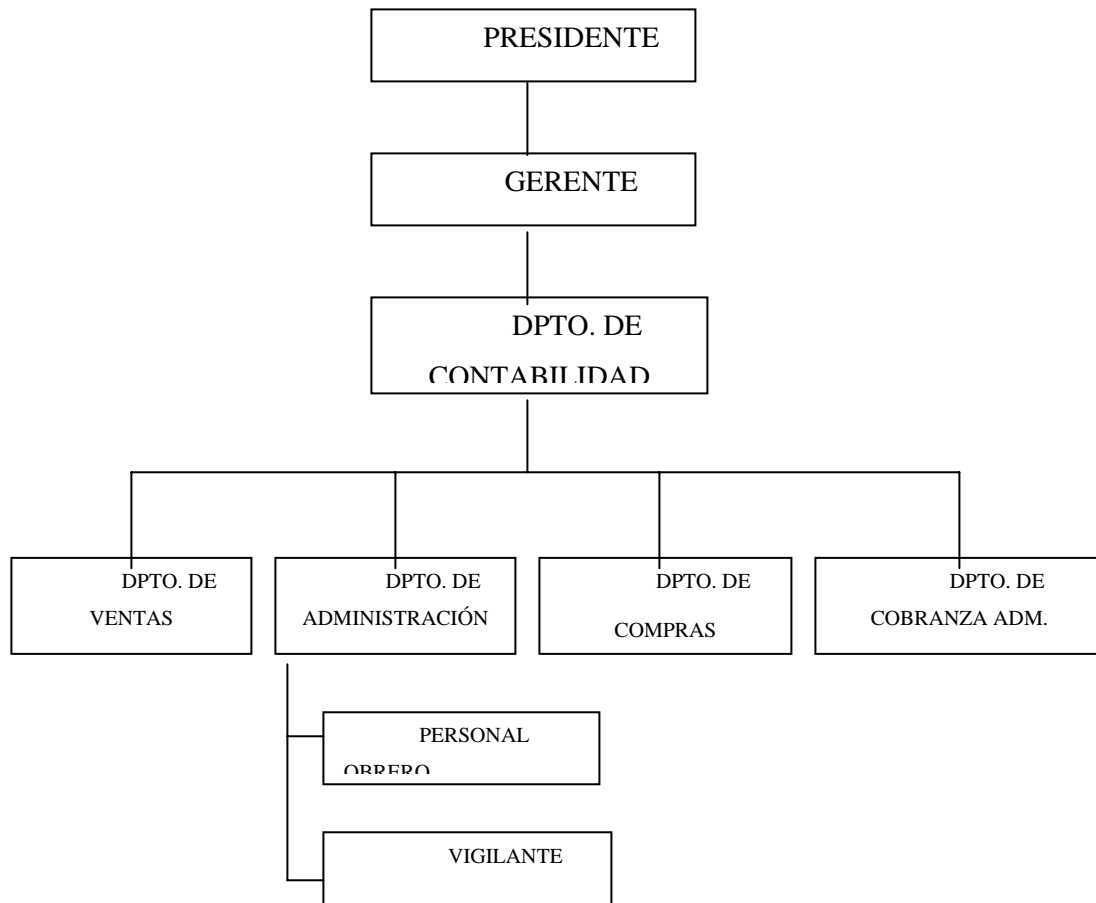 PRESIDENTE
GERENTE
DPTO. DE
CONTABILIDAD
DPTO. DE
VENTAS
DPTO. DE
ADMINISTRACIÓN
DPTO. DE
COMPRAS
DPTO. DE
COBRANZA ADM.
PERSONAL
OBRERO
VIGILANTE